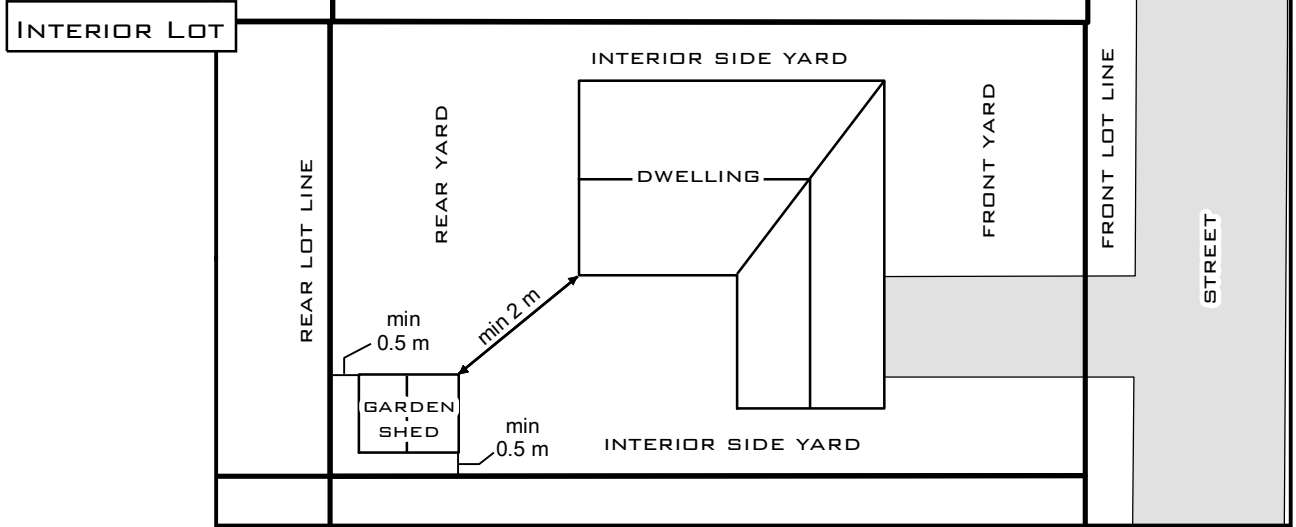 INTERIOR LOT
INTERIOR SIDE YARD
REAR YARD
FRONT YARD
FRONT LOT LINE
DWELLING
REAR LOT LINE
STREET
min 2 m
min
0.5 m
GARDEN
SHED
min
0.5 m
INTERIOR SIDE YARD